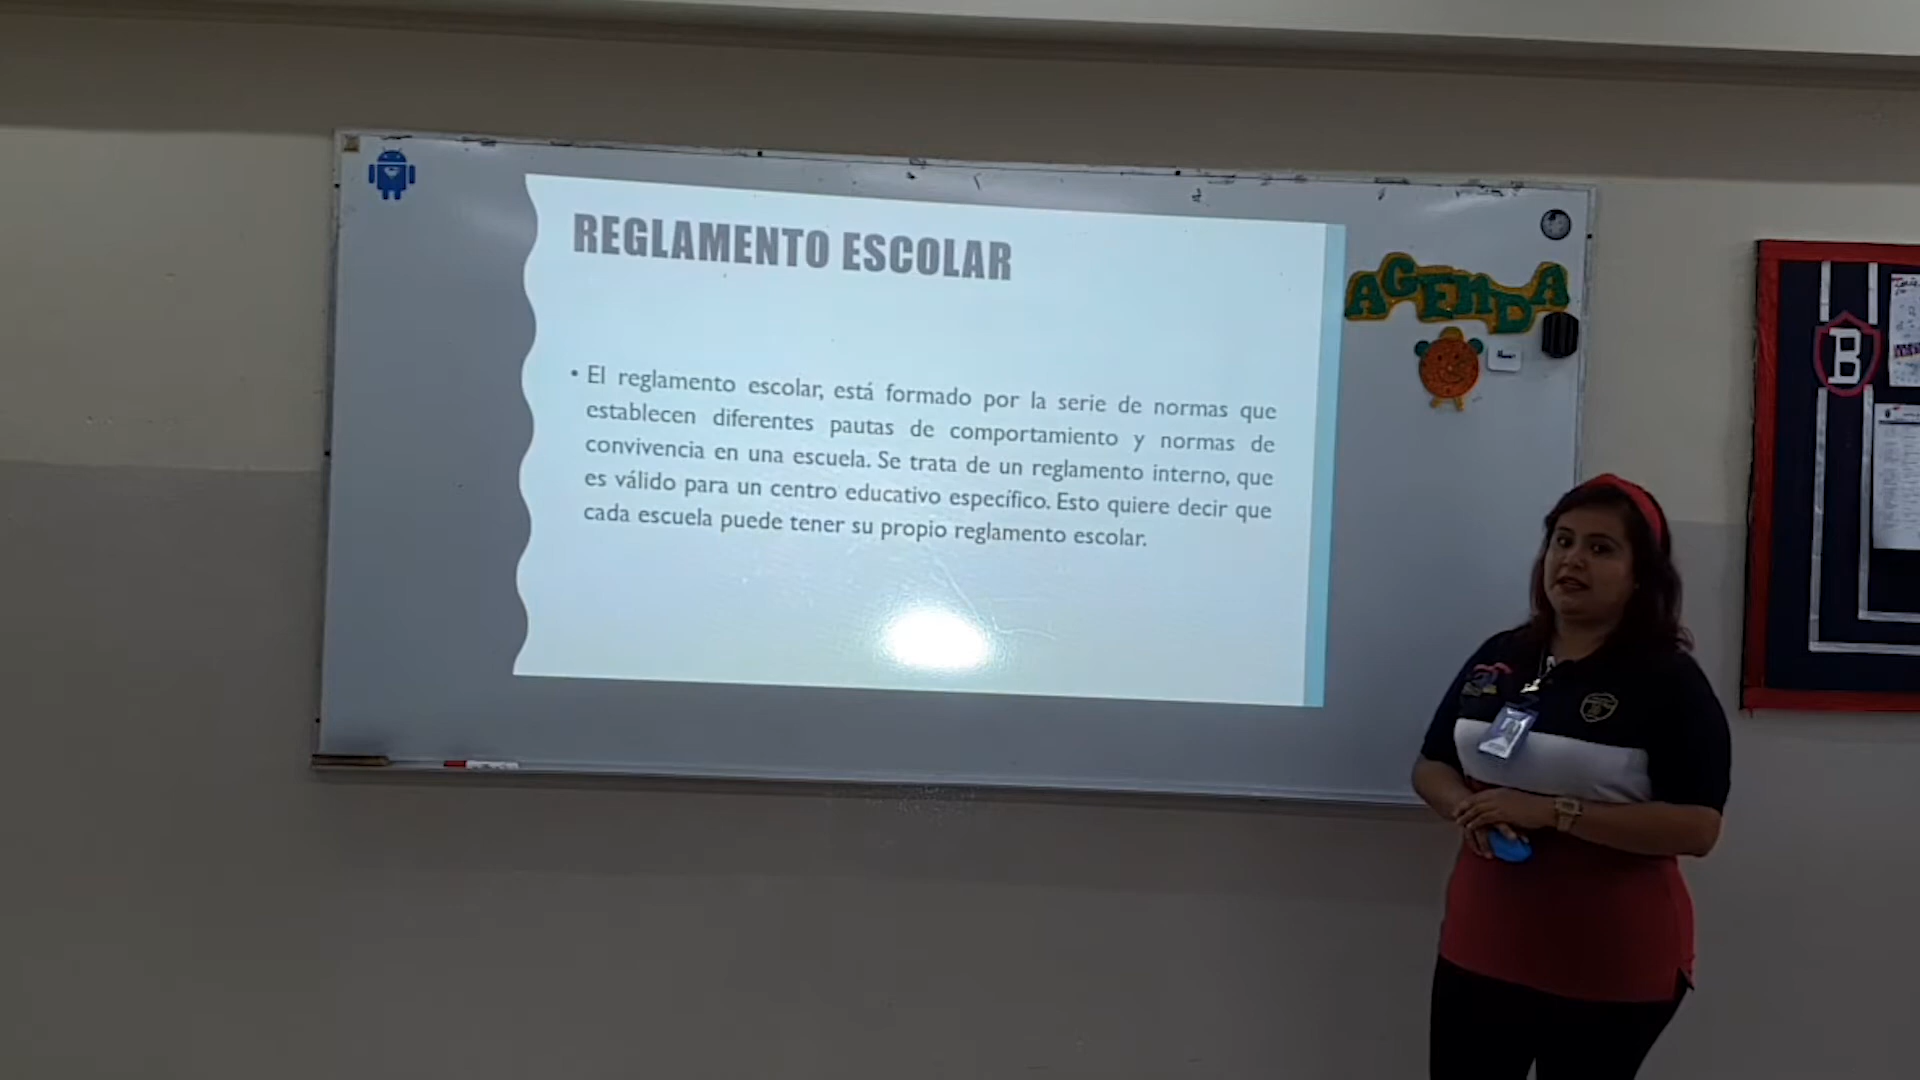 REGLAMENTO ESCOLAR
• El reglamento escolar, está formado por la serie de normas que
establecen diferentes pautas de comportamiento y normas de
convivencia en una escuela. Se trata de un reglamento interno, que
es válido para un centro educativo específico. Esto quiere decir que
cada escuela puede tener su propio reglamento escolar.
AGENDA
B